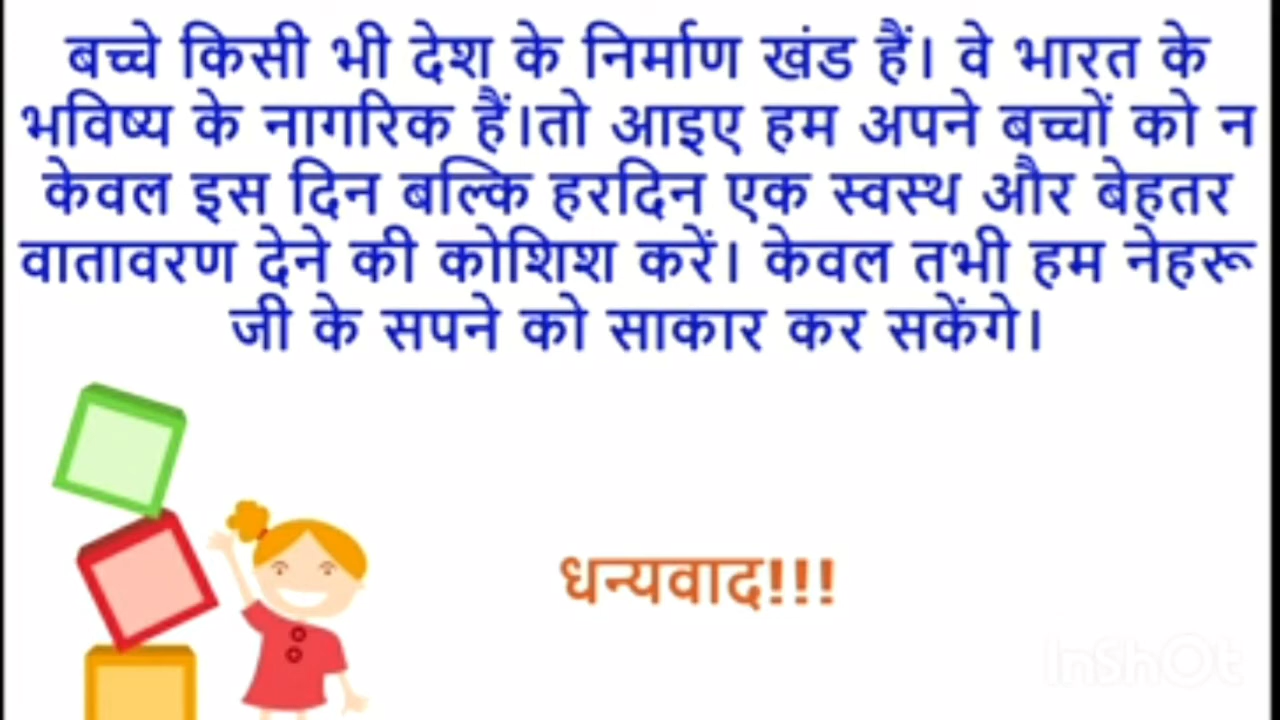 बच्चे किसी भी देश के निर्माण खंड हैं। वे भारत के
भविष्य के नागरिक हैं।तो आइए हम अपने बच्चों को न
केवल इस दिन बल्कि हरदिन एक स्वस्थ और बेहतर
वातावरण देने की कोशिश करें। केवल तभी हम नेहरू
जी के सपने को साकार कर सकेंगे।
धन्यवाद!!!
InShOt